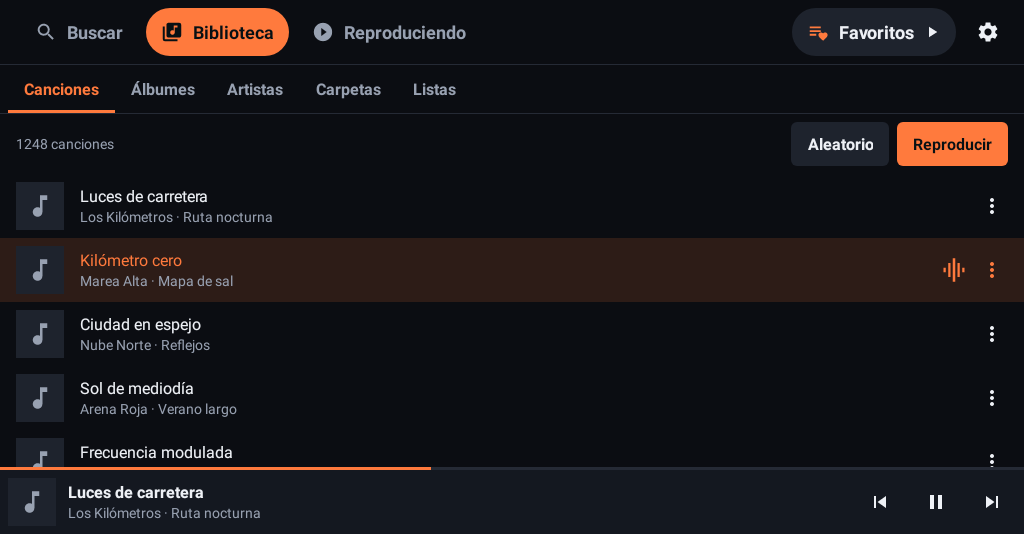 Buscar
Biblioteca
Reproduciendo
Favoritos
Canciones
Álbumes
Artistas
Carpetas
Listas
1248 canciones
Aleatorio
Reproducir
Luces de carretera
Los Kilómetros · Ruta nocturna
Kilómetro cero
Marea Alta · Mapa de sal
Ciudad en espejo
Nube Norte · Reflejos
Sol de mediodía
Arena Roja · Verano largo
Frecuencia modulada
Luces de carretera
Los Kilómetros · Ruta nocturna